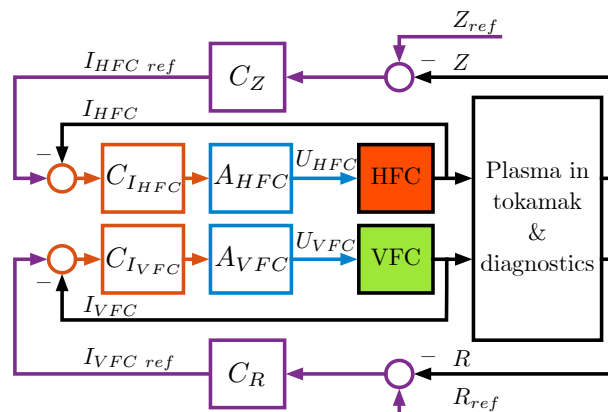 Z_ref
I_HFC ref
C_Z
− Z
I_HFC
−
C_I_HFC
A_HFC
U_HFC
HFC
Plasma in
tokamak
&
diagnostics
C_I_VFC
A_VFC
U_VFC
VFC
−
I_VFC
I_VFC ref
C_R
− R
R_ref